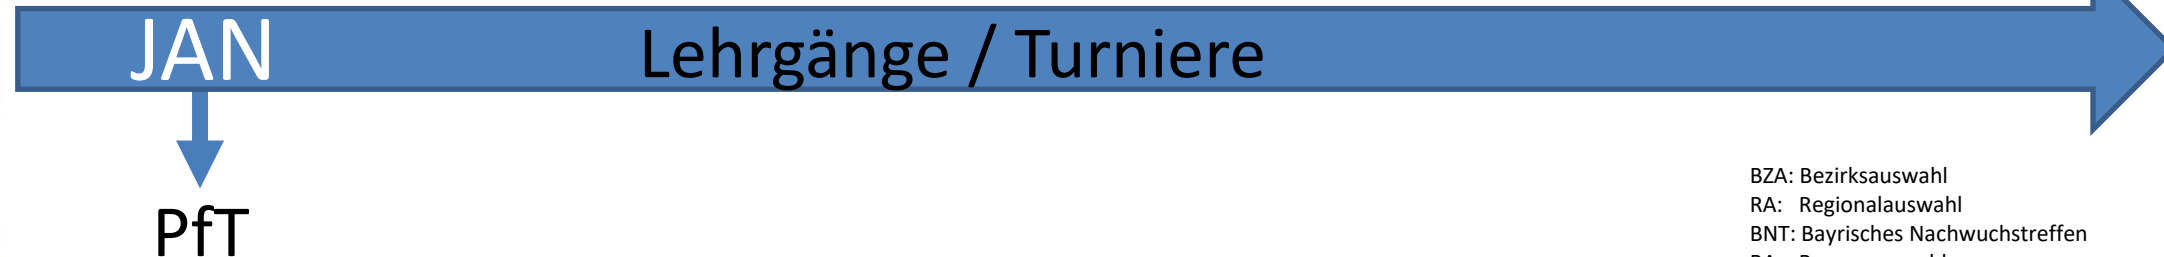 JAN Lehrgänge / Turniere
PfT
BZA: Bezirksauswahl
RA: Regionalauswahl
BNT: Bayrisches Nachwuchstreffen